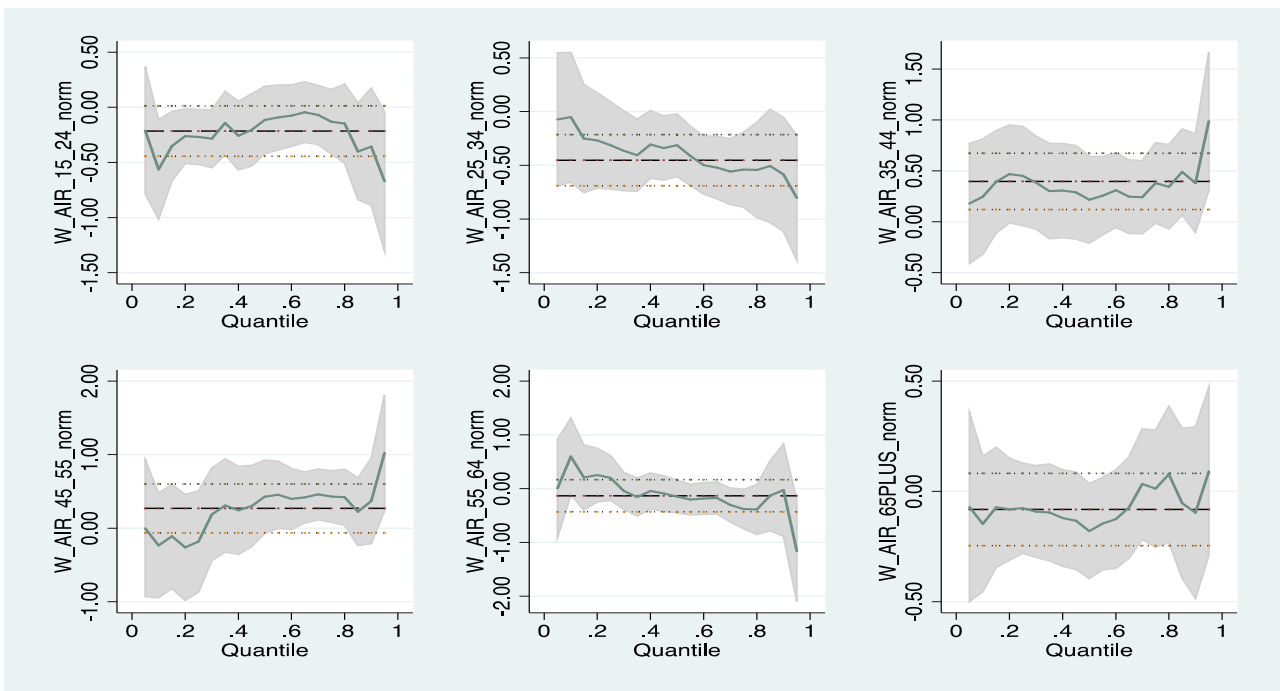 W_AIR_15_24_norm
0.50
0.00
-0.50
-1.00
-1.50
0 .2 .4 .6 .8 1
Quantile
W_AIR_25_34_norm
0.50
0.00
-0.50
-1.00
-1.50
0 .2 .4 .6 .8 1
Quantile
W_AIR_35_44_norm
1.50
1.00
0.50
0.00
-0.50
0 .2 .4 .6 .8 1
Quantile
W_AIR_45_55_norm
2.00
1.00
0.00
-1.00
0 .2 .4 .6 .8 1
Quantile
W_AIR_55_64_norm
2.00
1.00
0.00
-1.00
-2.00
0 .2 .4 .6 .8 1
Quantile
W_AIR_65PLUS_norm
0.50
0.00
-0.50
0 .2 .4 .6 .8 1
Quantile